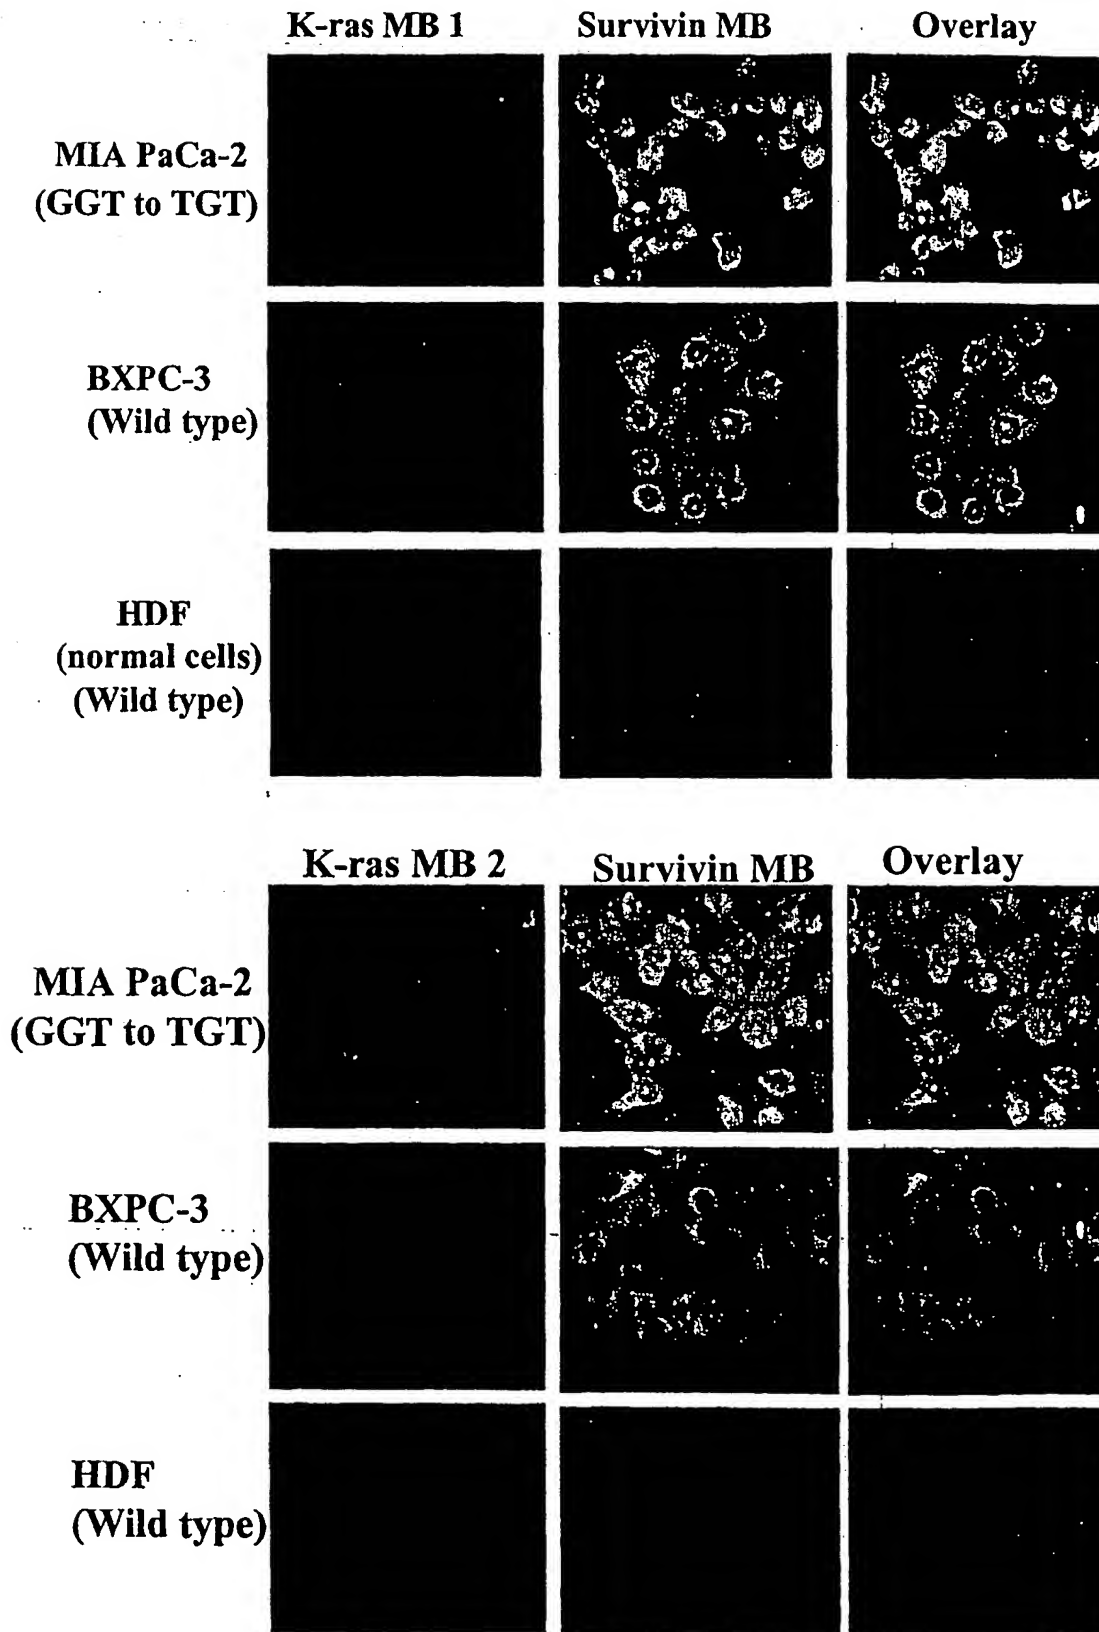 K-ras MB 1 Survivin MB Overlay
MIA PaCa-2
(GGT to TGT)
BXPC-3
(Wild type)
HDF
(normal cells)
(Wild type)
K-ras MB 2 Survivin MB Overlay
MIA PaCa-2
(GGT to TGT)
BXPC-3
(Wild type)
HDF
(Wild type)